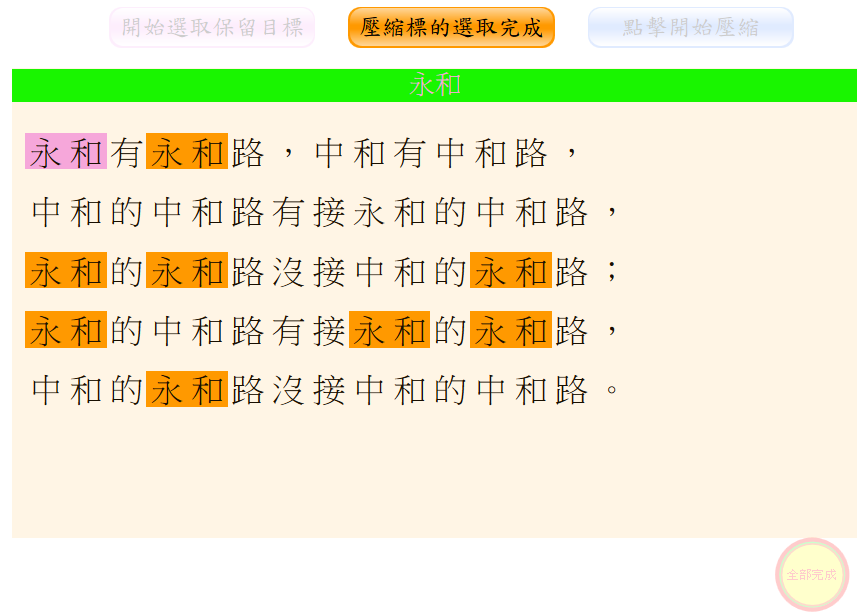 開始選取保留目標
壓縮標的選取完成
點擊開始壓縮
永和
永和有永和路，中和有中和路，
中和的中和路有接永和的中和路，
永和的永和路沒接中和的永和路；
永和的中和路有接永和的永和路，
中和的永和路沒接中和的中和路。
全部完成